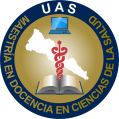 UAS
MAESTRÍA EN DOCENCIA EN CIENCIAS DE LA SALUD